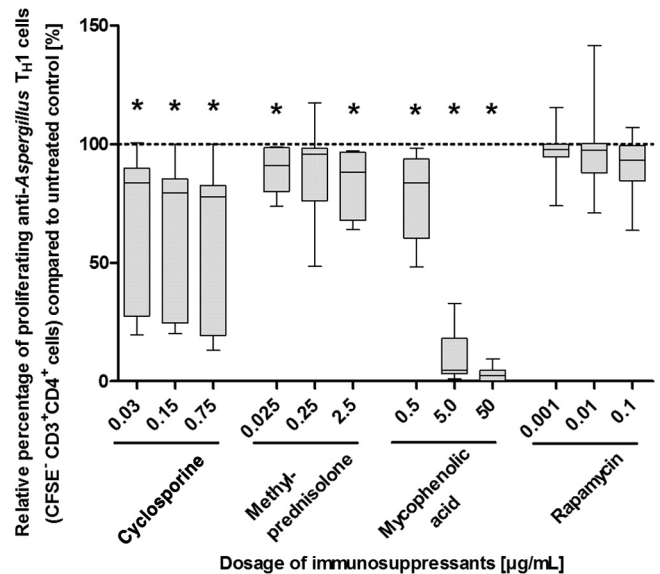 Relative percentage of proliferating anti-Aspergillus TH1 cells
(CFSE- CD3+CD4+ cells) compared to untreated control [%]
150
100
50
0
* * * * * * * *
0.03 0.15 0.75 0.025 0.25 2.5 0.5 5.0 50 0.001 0.01 0.1
Cyclosporine
Methyl-
prednisolone
Mycophenolic
acid
Rapamycin
Dosage of immunosuppressants [µg/mL]